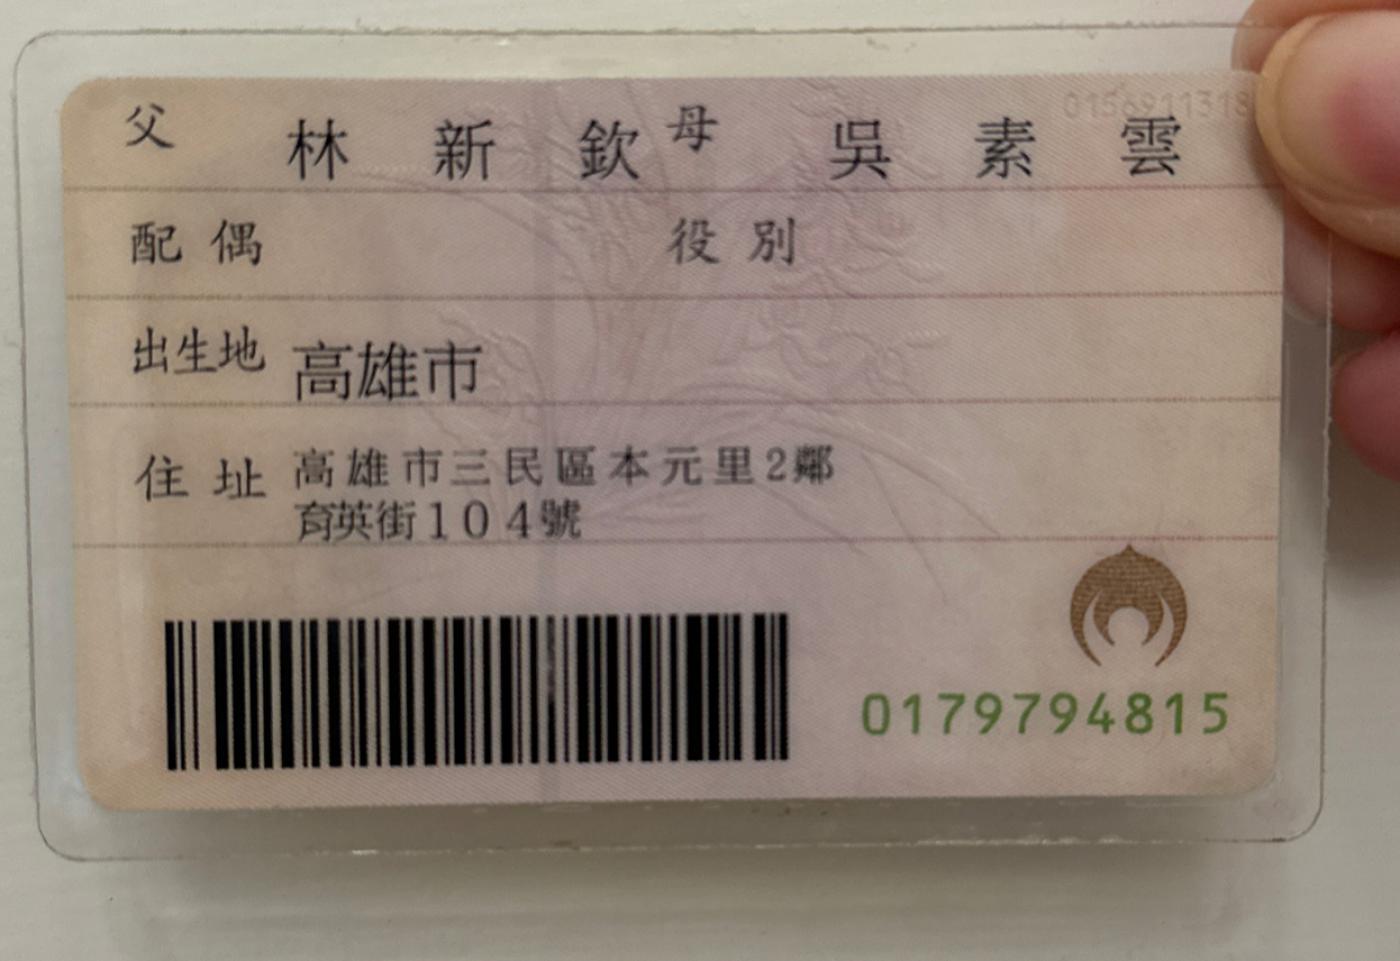 0156911318
父 林新欽 母 吳素雲
配偶 役別
出生地 高雄市
住址 高雄市三民區本元里2鄰
育英街104號
0179794815